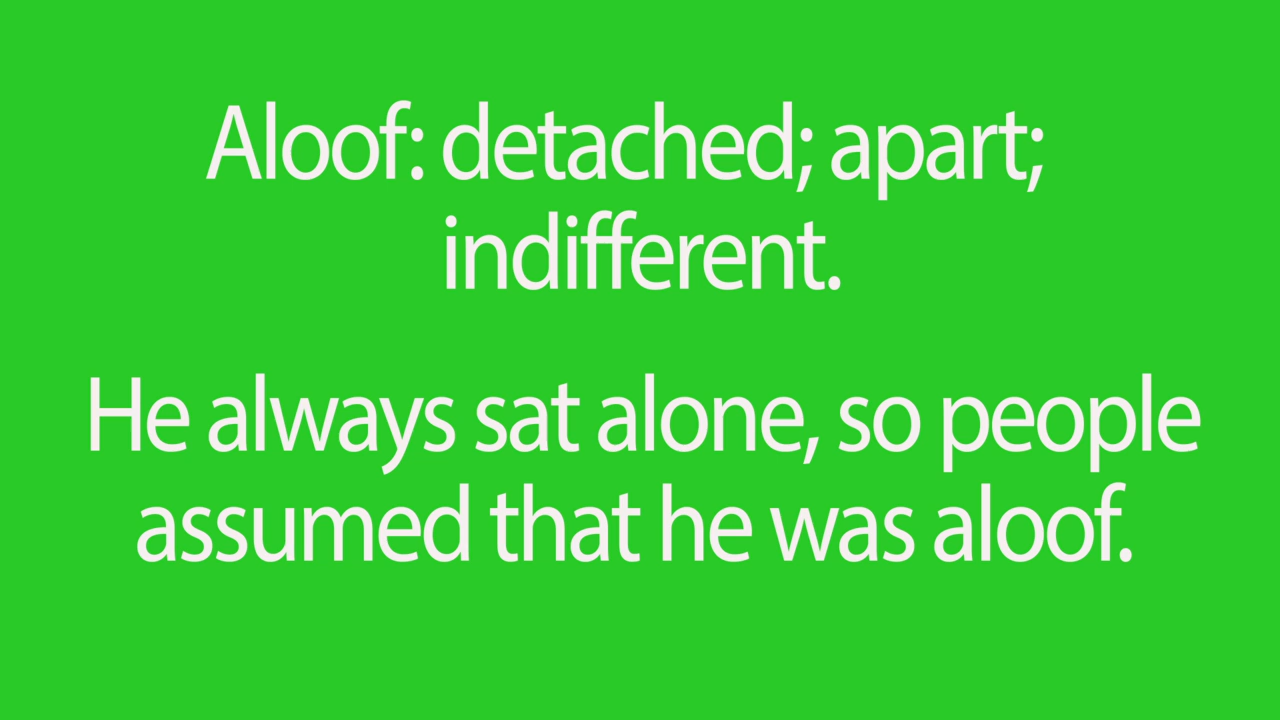 Aloof: detached; apart;
indifferent.
He always sat alone, so people
assumed that he was aloof.